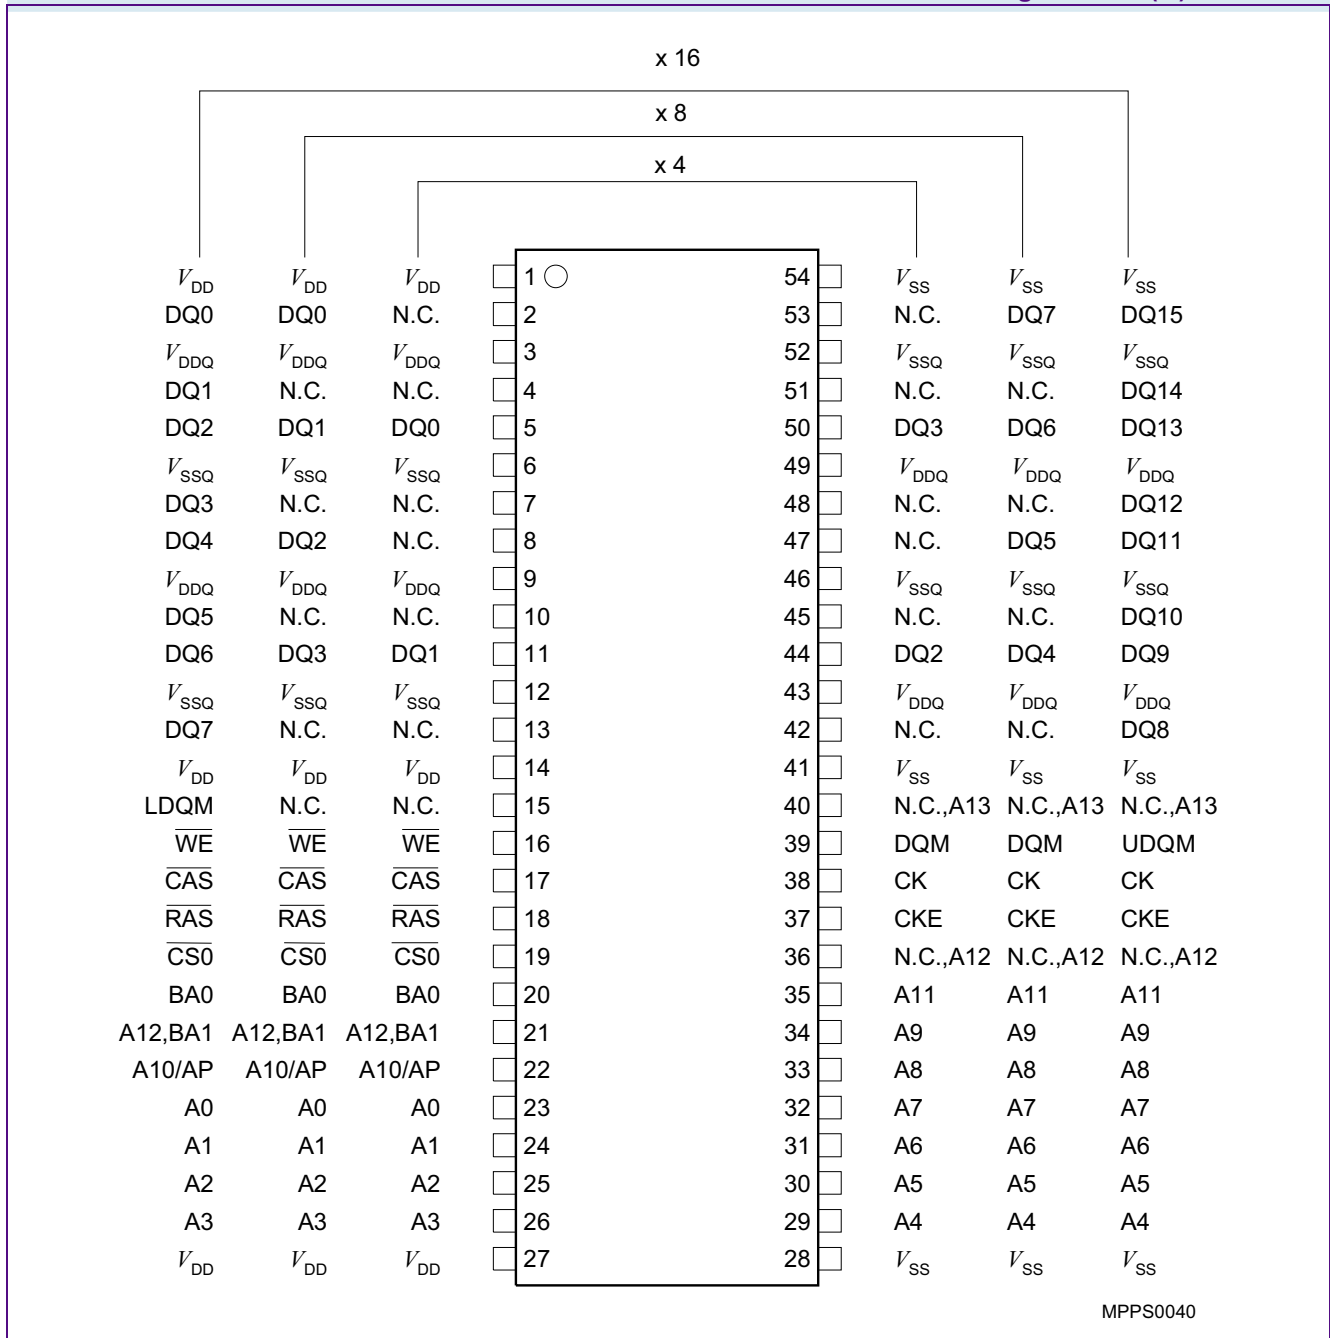 x 16
x 8
x 4
VDD VDD VDD 1 54 VSS VSS VSS
DQ0 DQ0 N.C. 2 53 N.C. DQ7 DQ15
VDDQ VDDQ VDDQ 3 52 VSSQ VSSQ VSSQ
DQ1 N.C. N.C. 4 51 N.C. N.C. DQ14
DQ2 DQ1 DQ0 5 50 DQ3 DQ6 DQ13
VSSQ VSSQ VSSQ 6 49 VDDQ VDDQ VDDQ
DQ3 N.C. N.C. 7 48 N.C. N.C. DQ12
DQ4 DQ2 N.C. 8 47 N.C. DQ5 DQ11
VDDQ VDDQ VDDQ 9 46 VSSQ VSSQ VSSQ
DQ5 N.C. N.C. 10 45 N.C. N.C. DQ10
DQ6 DQ3 DQ1 11 44 DQ2 DQ4 DQ9
VSSQ VSSQ VSSQ 12 43 VDDQ VDDQ VDDQ
DQ7 N.C. N.C. 13 42 N.C. N.C. DQ8
VDD VDD VDD 14 41 VSS VSS VSS
LDQM N.C. N.C. 15 40 N.C.,A13 N.C.,A13 N.C.,A13
WE WE WE 16 39 DQM DQM UDQM
CAS CAS CAS 17 38 CK CK CK
RAS RAS RAS 18 37 CKE CKE CKE
CS0 CS0 CS0 19 36 N.C.,A12 N.C.,A12 N.C.,A12
BA0 BA0 BA0 20 35 A11 A11 A11
A12,BA1 A12,BA1 A12,BA1 21 34 A9 A9 A9
A10/AP A10/AP A10/AP 22 33 A8 A8 A8
A0 A0 A0 23 32 A7 A7 A7
A1 A1 A1 24 31 A6 A6 A6
A2 A2 A2 25 30 A5 A5 A5
A3 A3 A3 26 29 A4 A4 A4
VDD VDD VDD 27 28 VSS VSS VSS
MPPS0040